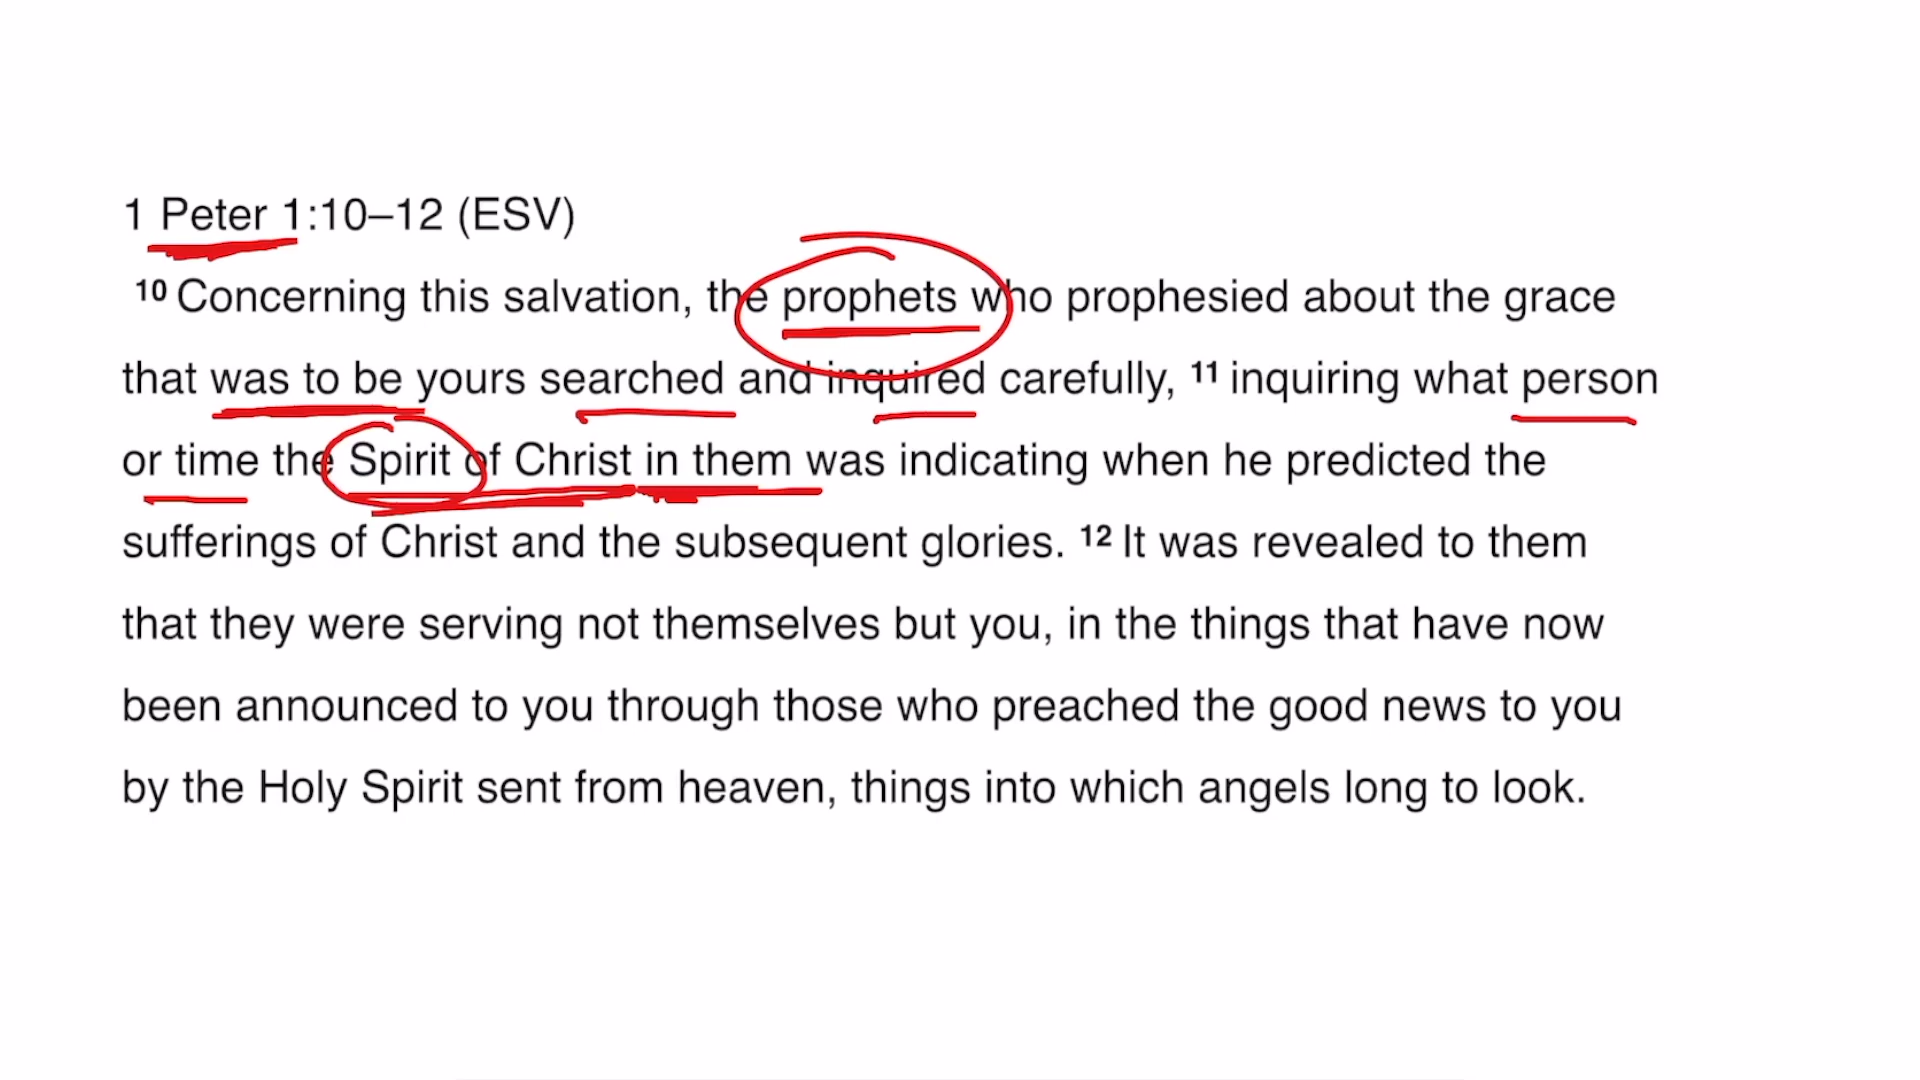 1 Peter 1:10–12 (ESV)
10 Concerning this salvation, the prophets who prophesied about the grace
that was to be yours searched and inquired carefully, 11 inquiring what person
or time the Spirit of Christ in them was indicating when he predicted the
sufferings of Christ and the subsequent glories. 12 It was revealed to them
that they were serving not themselves but you, in the things that have now
been announced to you through those who preached the good news to you
by the Holy Spirit sent from heaven, things into which angels long to look.